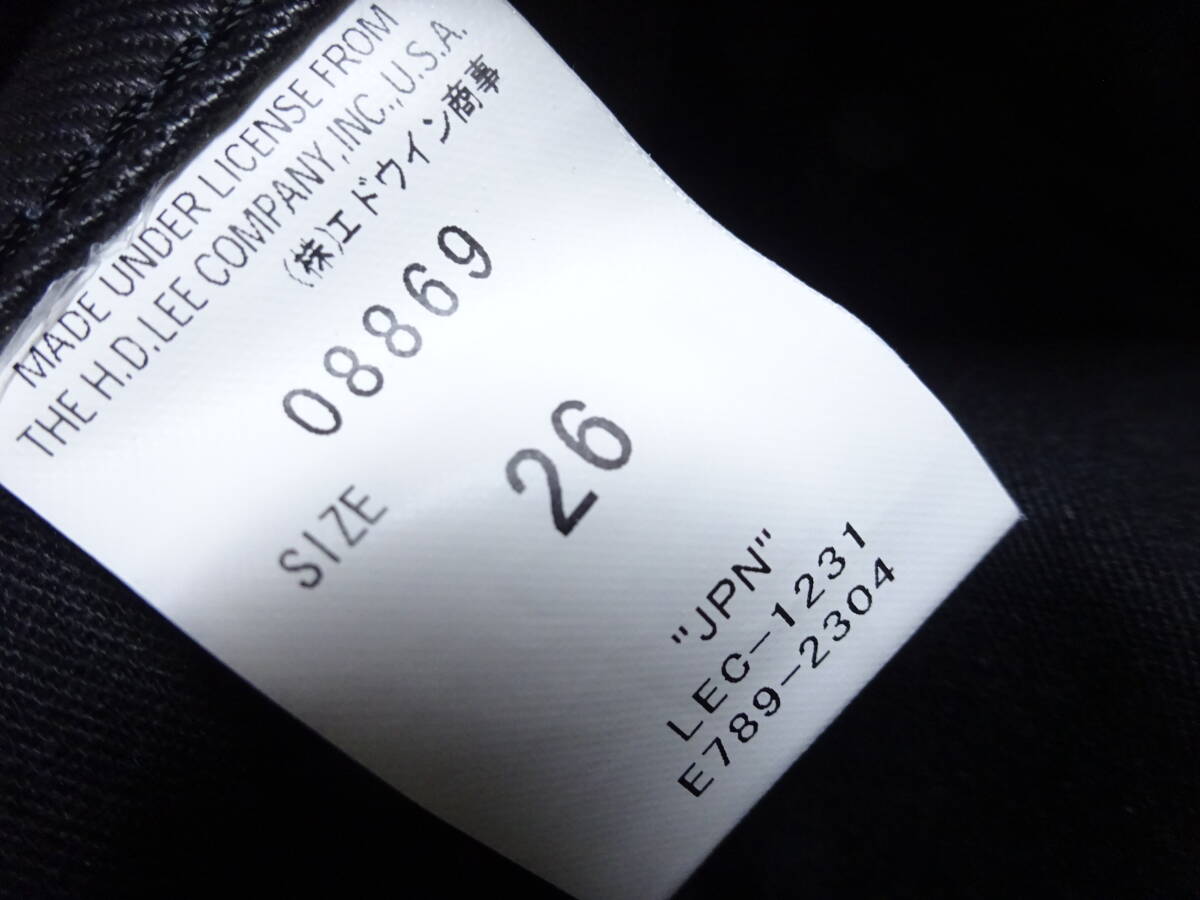 MADE UNDER LICENSE FROM
THE H.D.LEE COMPANY,INC.,U.S.A.
(株)エドウイン商事
08869
SIZE 26
"JPN"
LEC-1231
E789-2304